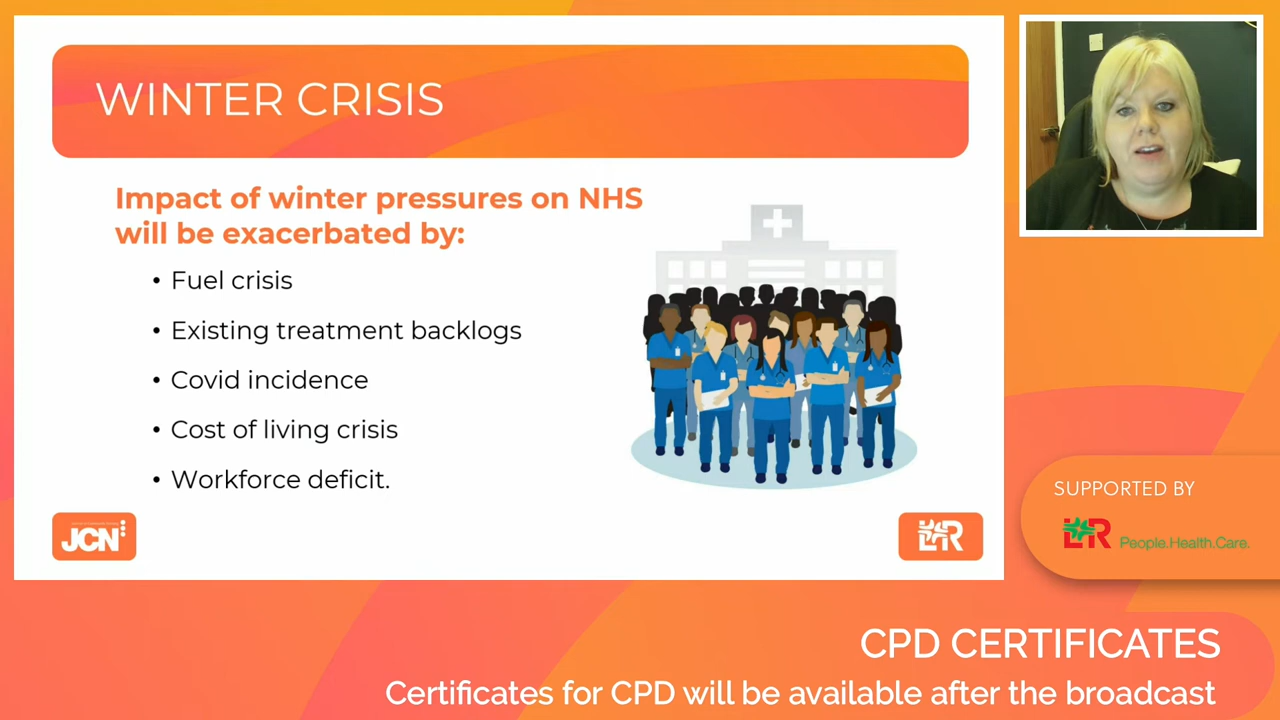 WINTER CRISIS
Impact of winter pressures on NHS
will be exacerbated by:
• Fuel crisis
• Existing treatment backlogs
• Covid incidence
• Cost of living crisis
• Workforce deficit.
JCN
L&R
SUPPORTED BY
L&R People.Health.Care.
CPD CERTIFICATES
Certificates for CPD will be available after the broadcast